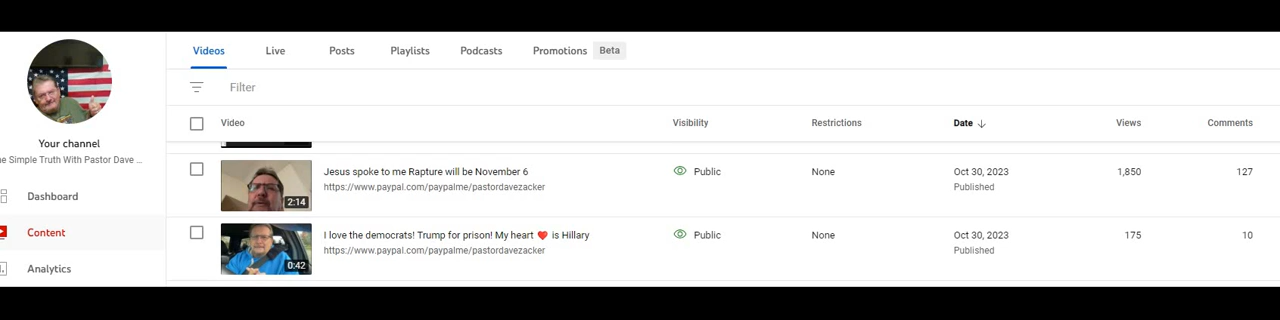 Videos Live Posts Playlists Podcasts Promotions Beta
Filter
Video Visibility Restrictions Date ↓ Views Comments
Your channel
Simple Truth With Pastor Dave ...
Jesus spoke to me Rapture will be November 6 Public None Oct 30, 2023 1,850 127
https://www.paypal.com/paypalme/pastordavezacker Published
2:14
Dashboard
Content
I love the democrats! Trump for prison! My heart ❤️ is Hillary Public None Oct 30, 2023 175 10
https://www.paypal.com/paypalme/pastordavezacker Published
0:42
Analytics